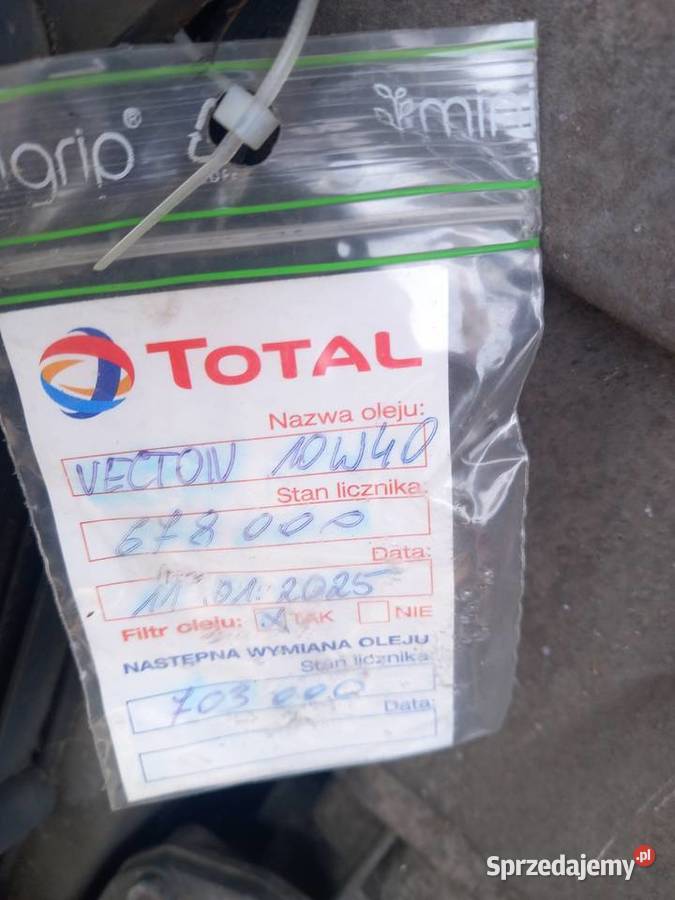 grip®
mini
TOTAL
Nazwa oleju:
VECTON 10W40
Stan licznika:
678 000
Data:
11.01.2025
Filtr oleju: TAK NIE
NASTĘPNA WYMIANA OLEJU
Stan licznika
703 000
Data
Sprzedajemy.pl